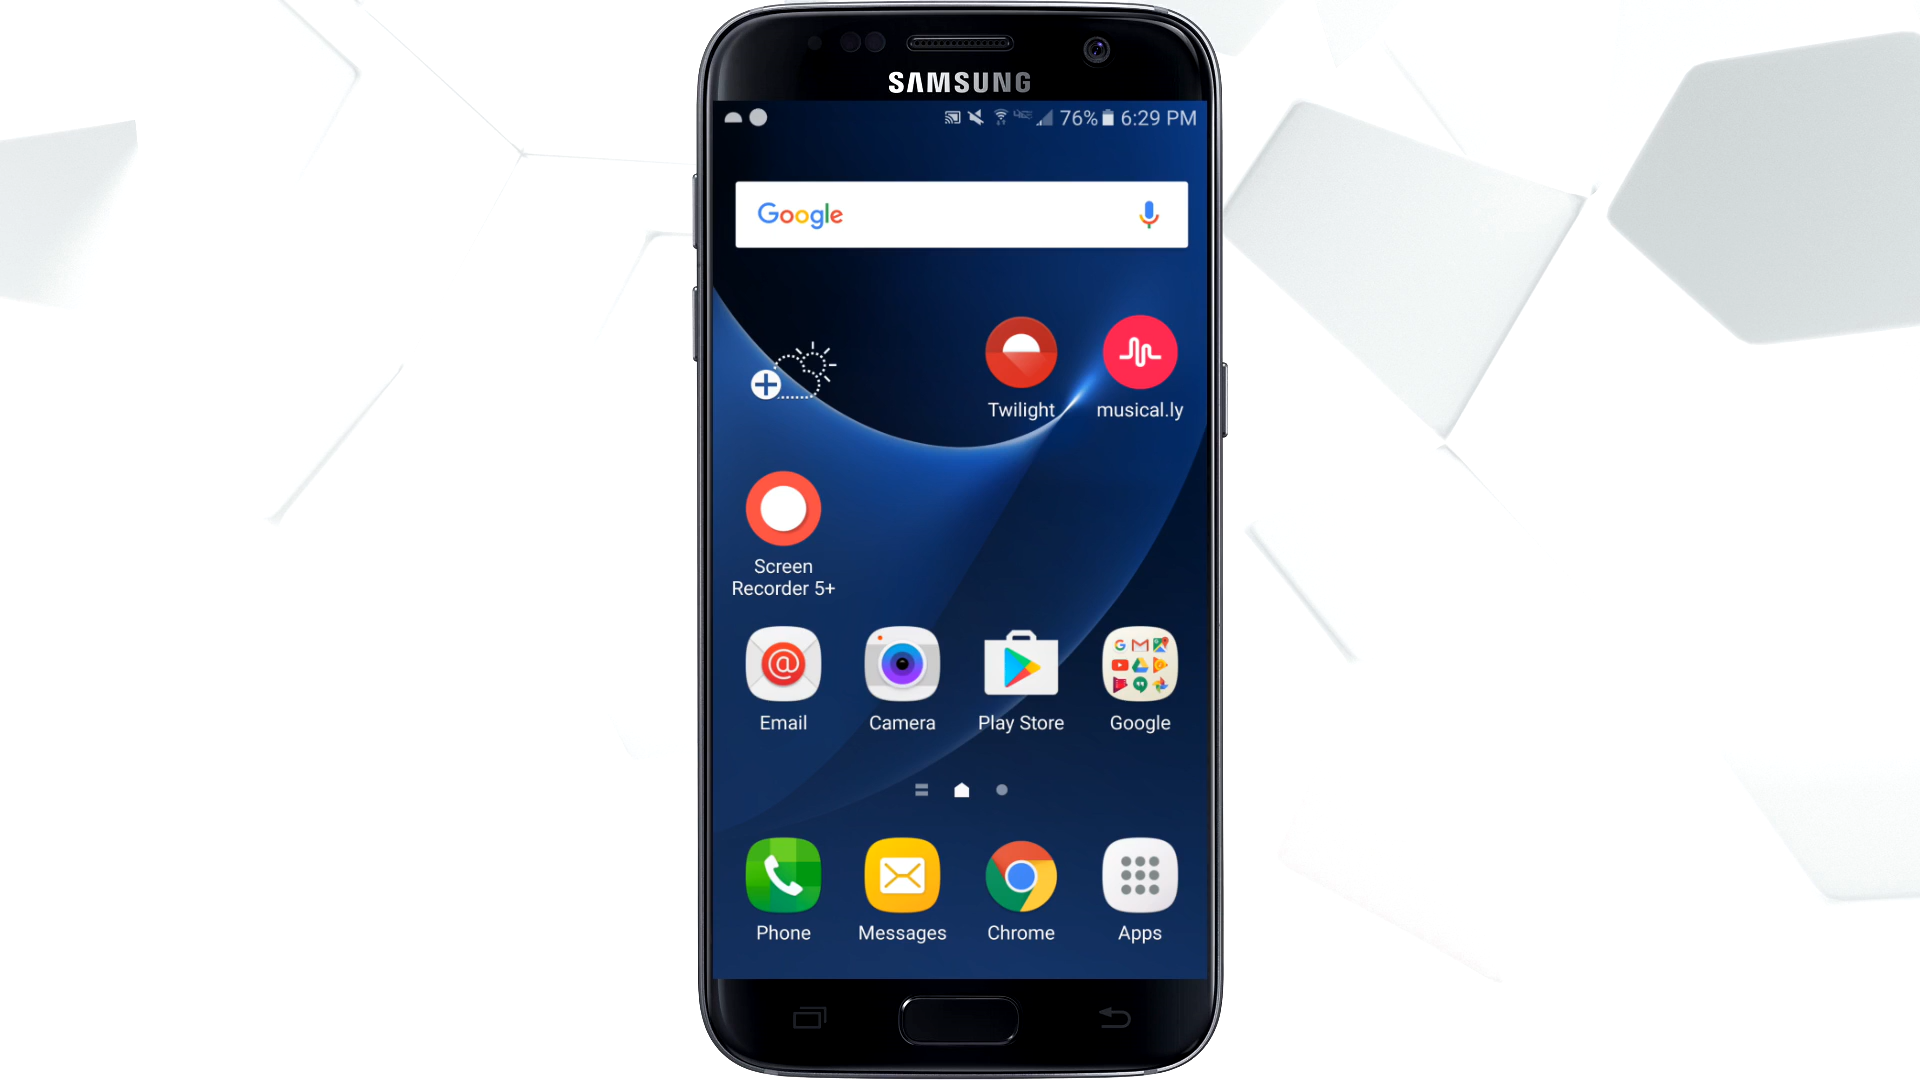 SAMSUNG
76% 6:29 PM
Google
Twilight
musical.ly
Screen
Recorder 5+
Email
Camera
Play Store
Google
Phone
Messages
Chrome
Apps